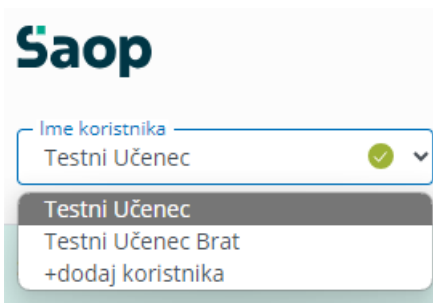 Saop
Ime koristnika
Testni Učenec
Testni Učenec
Testni Učenec Brat
+dodaj koristnika